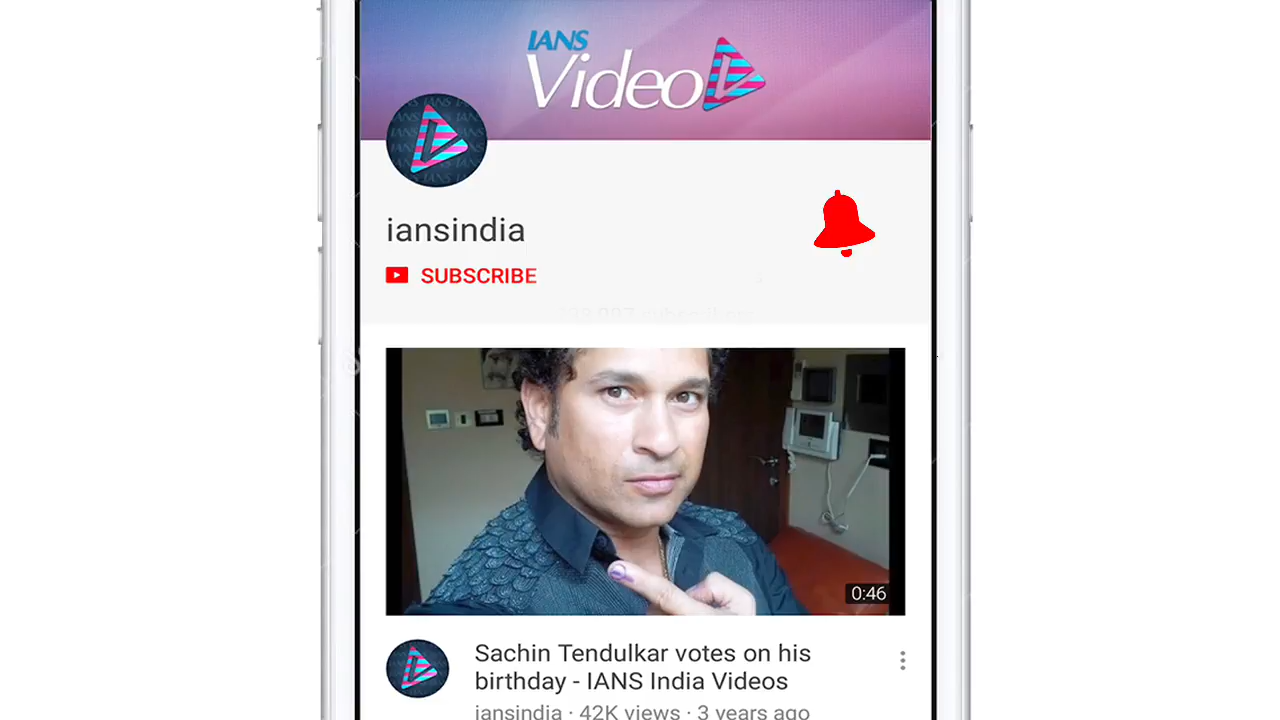 IANS
Video
iansindia
SUBSCRIBE
0:46
Sachin Tendulkar votes on his
birthday - IANS India Videos
iansindia · 42K views · 3 years ago